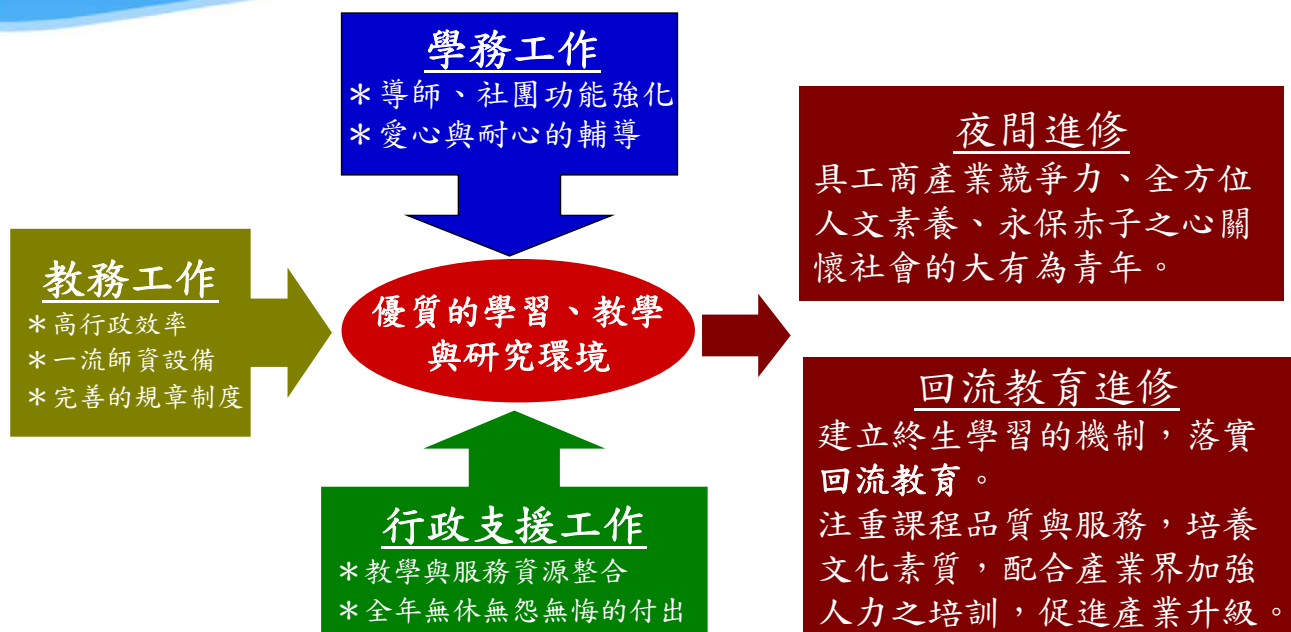 學務工作
＊導師、社團功能強化
＊愛心與耐心的輔導
教務工作
＊高行政效率
＊一流師資設備
＊完善的規章制度
優質的學習、教學
與研究環境
行政支援工作
＊教學與服務資源整合
＊全年無休無怨無悔的付出
夜間進修
具工商產業競爭力、全方位
人文素養、永保赤子之心關
懷社會的大有為青年。
回流教育進修
建立終生學習的機制，落實
回流教育。
注重課程品質與服務，培養
文化素質，配合產業界加強
人力之培訓，促進產業升級。